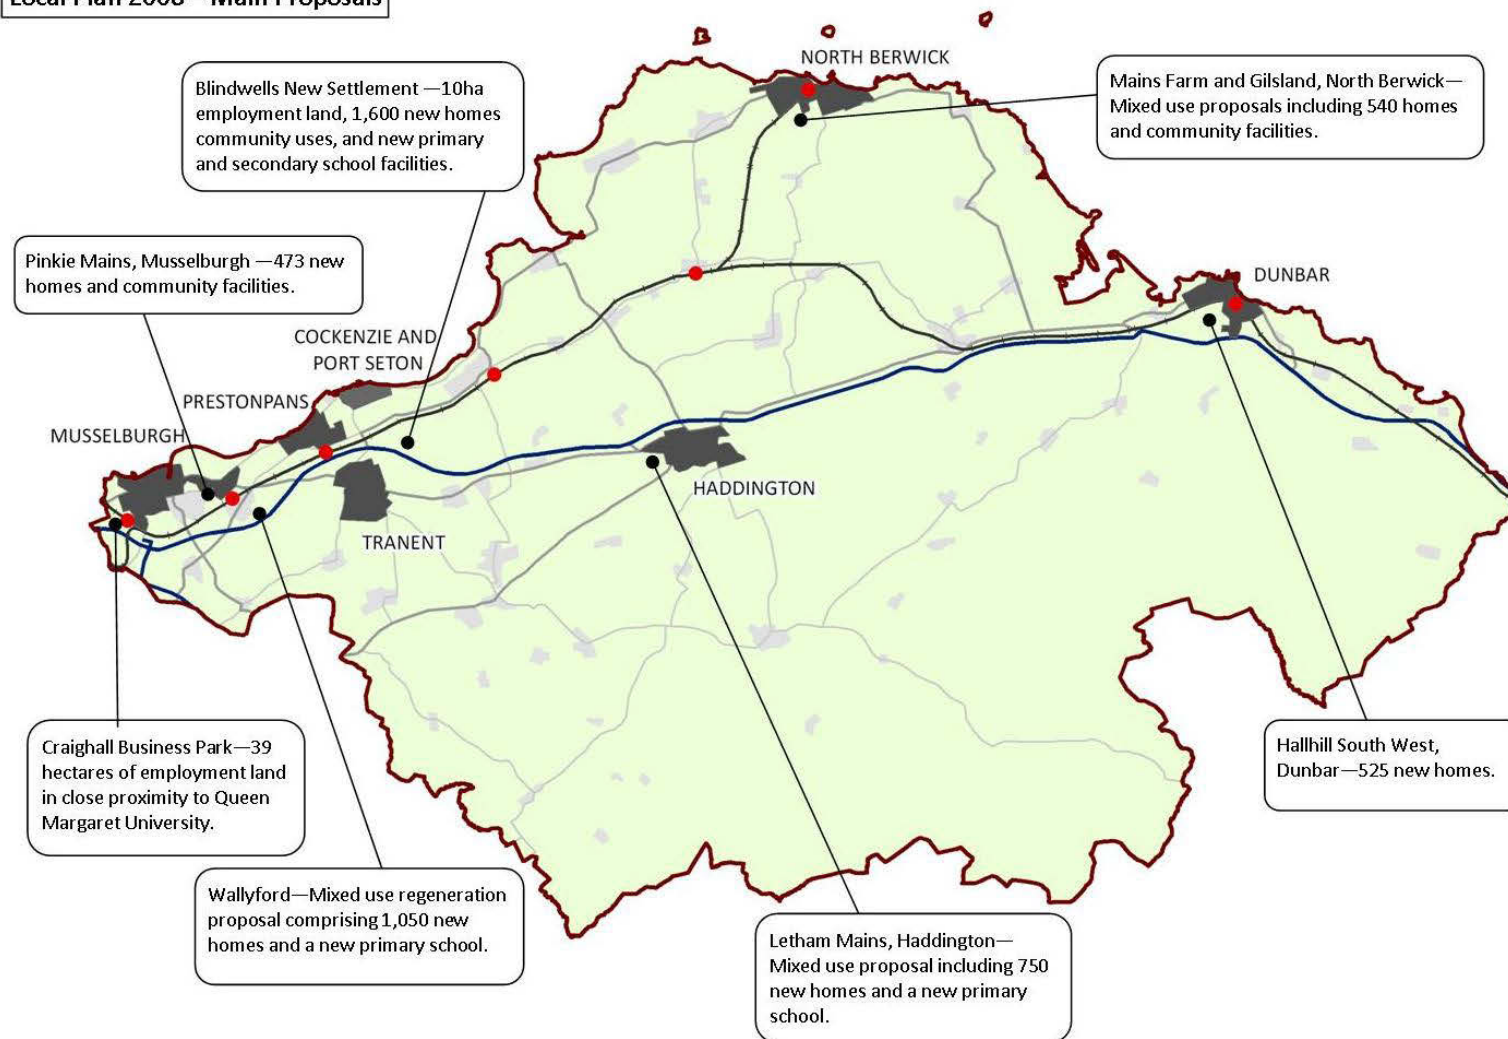 Local Plan 2008 – Main Proposals
NORTH BERWICK
Mains Farm and Gilsland, North Berwick—
Mixed use proposals including 540 homes
and community facilities.
Blindwells New Settlement —10ha
employment land, 1,600 new homes
community uses, and new primary
and secondary school facilities.
Pinkie Mains, Musselburgh —473 new
homes and community facilities.
DUNBAR
COCKENZIE AND
PORT SETON
PRESTONPANS
MUSSELBURGH
HADDINGTON
TRANENT
Craighall Business Park—39
hectares of employment land
in close proximity to Queen
Margaret University.
Hallhill South West,
Dunbar—525 new homes.
Wallyford—Mixed use regeneration
proposal comprising 1,050 new
homes and a new primary school.
Letham Mains, Haddington—
Mixed use proposal including 750
new homes and a new primary
school.